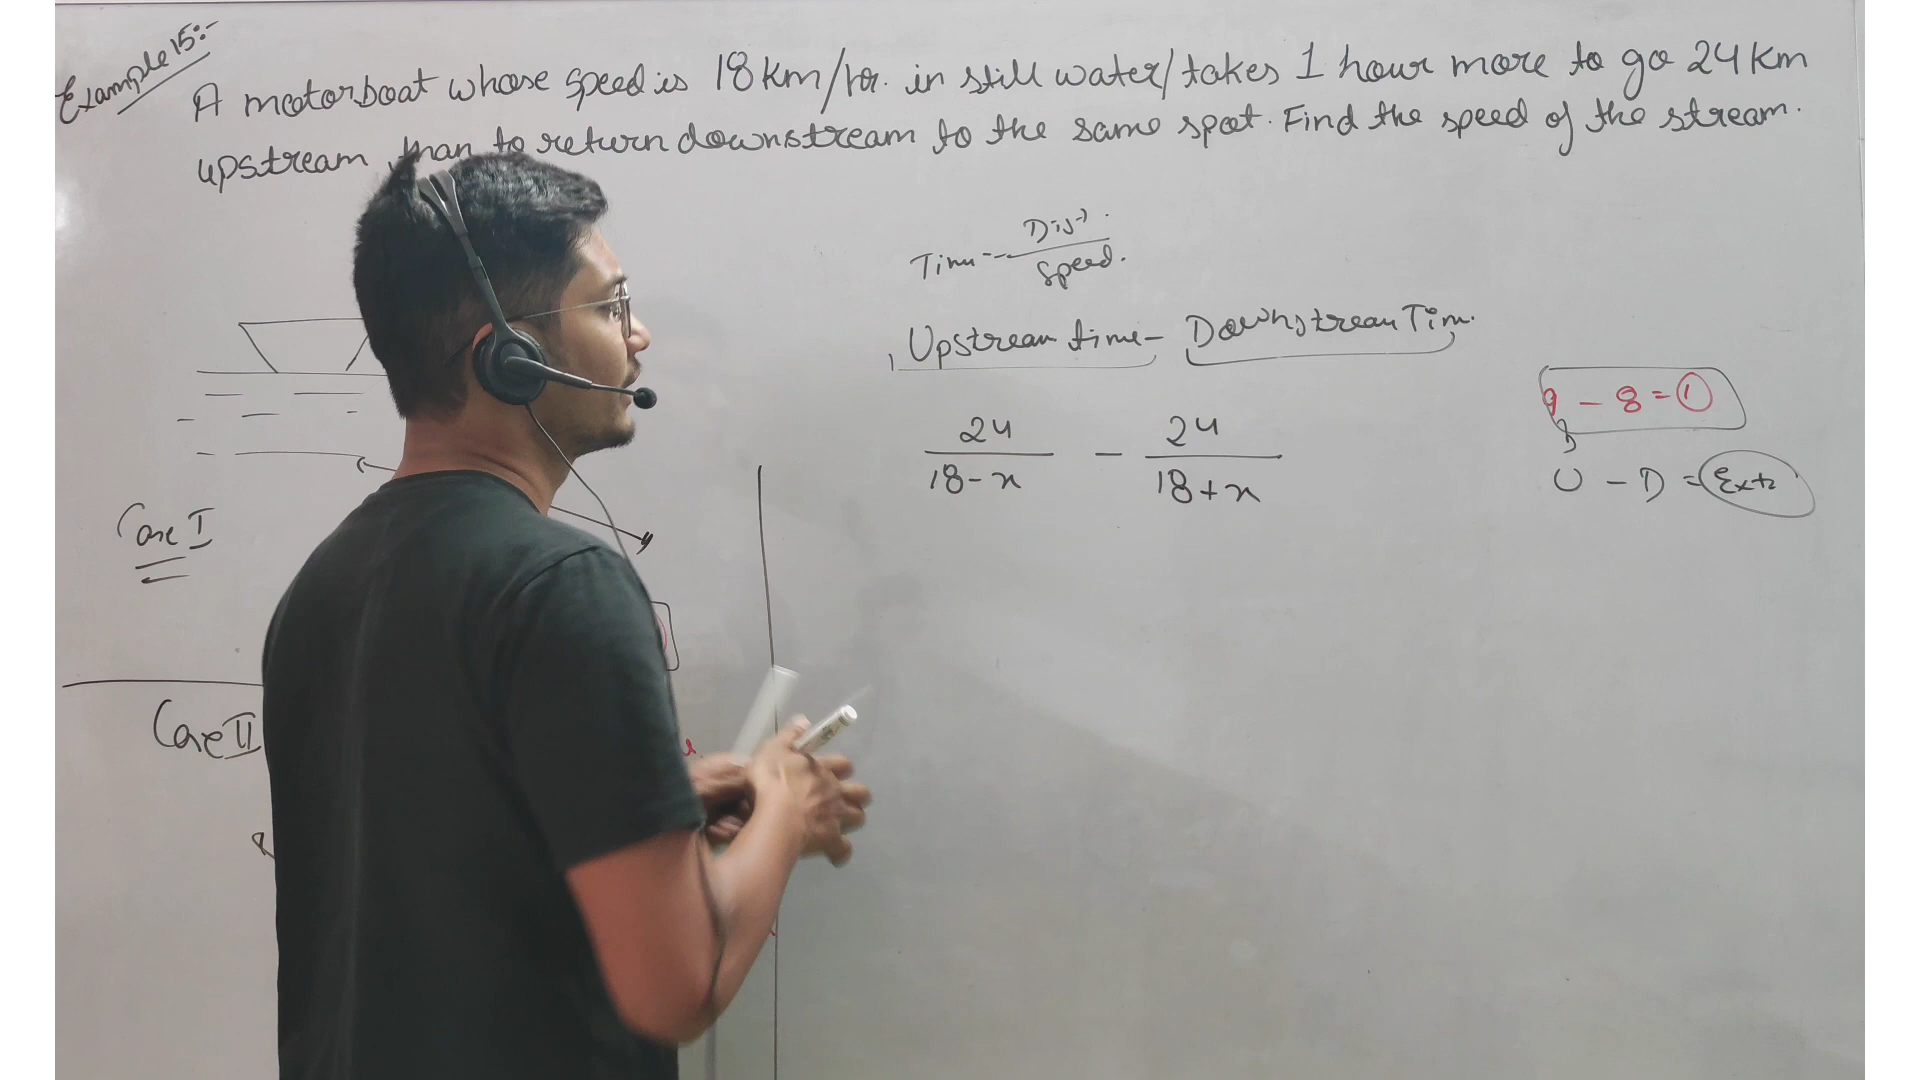 Example 15:-
A motorboat whose speed is 18 km/hr. in still water takes 1 hour more to go 24 km
upstream than to return downstream to the same spot. Find the speed of the stream.
Time = Dist. / Speed.
Upstream time - Downstream Time.
24 / 18-x - 24 / 18+x
9 - 8 = 1
U - D = Extr
Case I
Case II